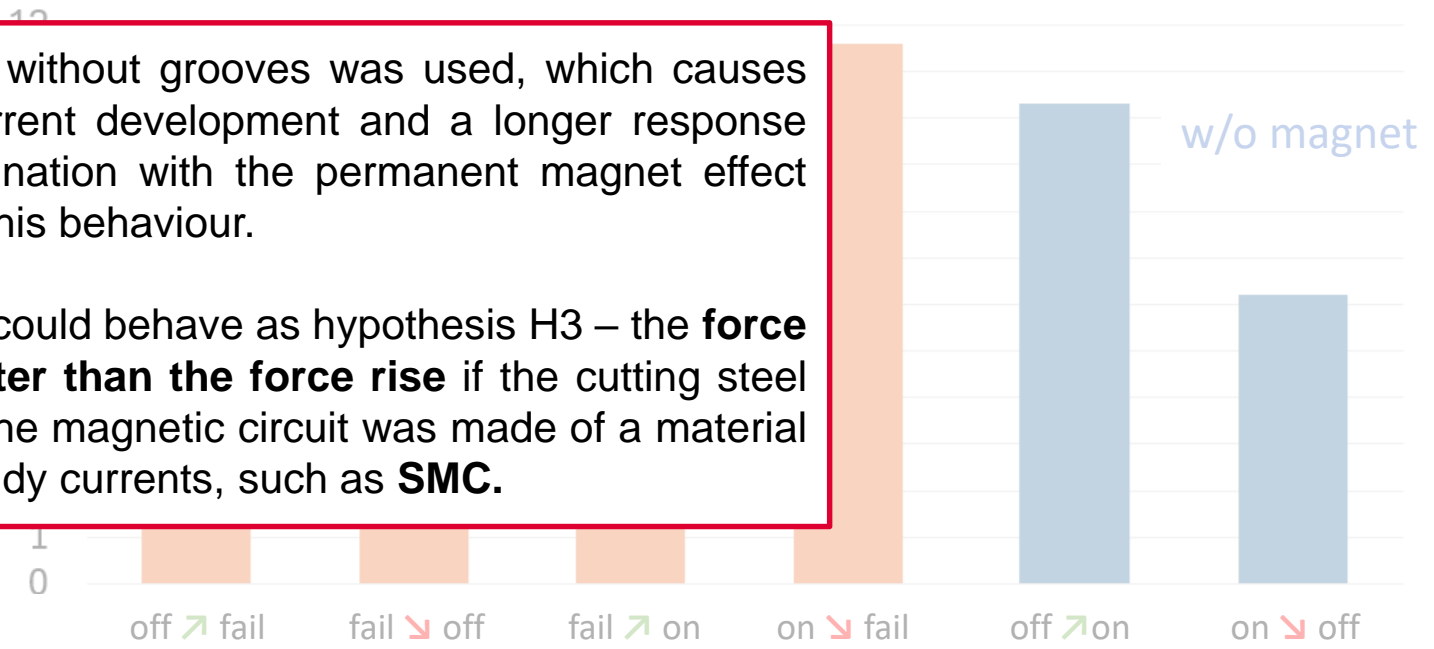 12
without grooves was used, which causes
rrent development and a longer response
nation with the permanent magnet effect
his behaviour.
could behave as hypothesis H3 – the force
ter than the force rise if the cutting steel
he magnetic circuit was made of a material
dy currents, such as SMC.
w/o magnet
1
0
off ↗ fail fail ↘ off fail ↗ on on ↘ fail off ↗on on ↘ off